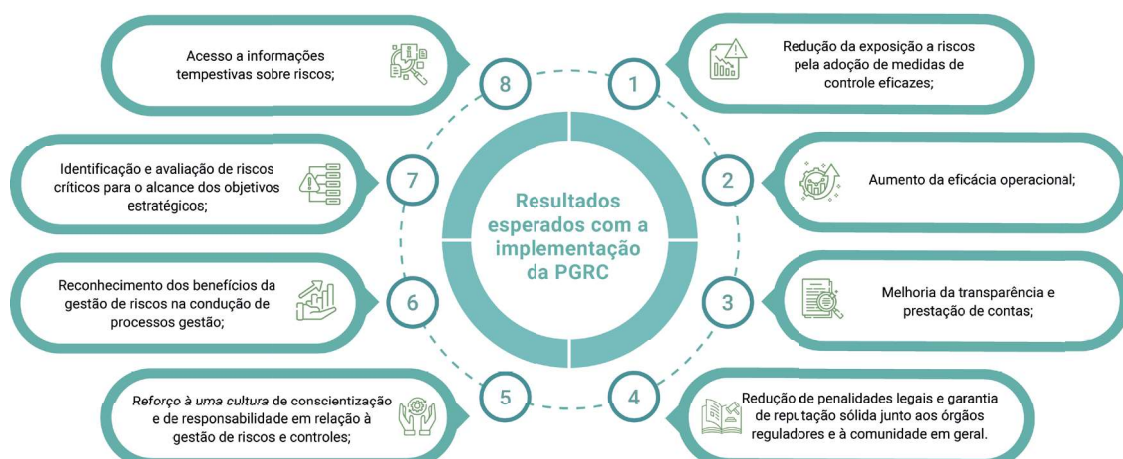 Resultados
esperados com a
implementação
da PGRC
1
Redução da exposição a riscos
pela adoção de medidas de
controle eficazes;
2
Aumento da eficácia operacional;
3
Melhoria da transparência e
prestação de contas;
4
Redução de penalidades legais e garantia
de reputação sólida junto aos órgãos
reguladores e à comunidade em geral.
5
Reforço à uma cultura de conscientização
e de responsabilidade em relação à
gestão de riscos e controles;
6
Reconhecimento dos benefícios da
gestão de riscos na condução de
processos gestão;
7
Identificação e avaliação de riscos
críticos para o alcance dos objetivos
estratégicos;
8
Acesso a informações
tempestivas sobre riscos;